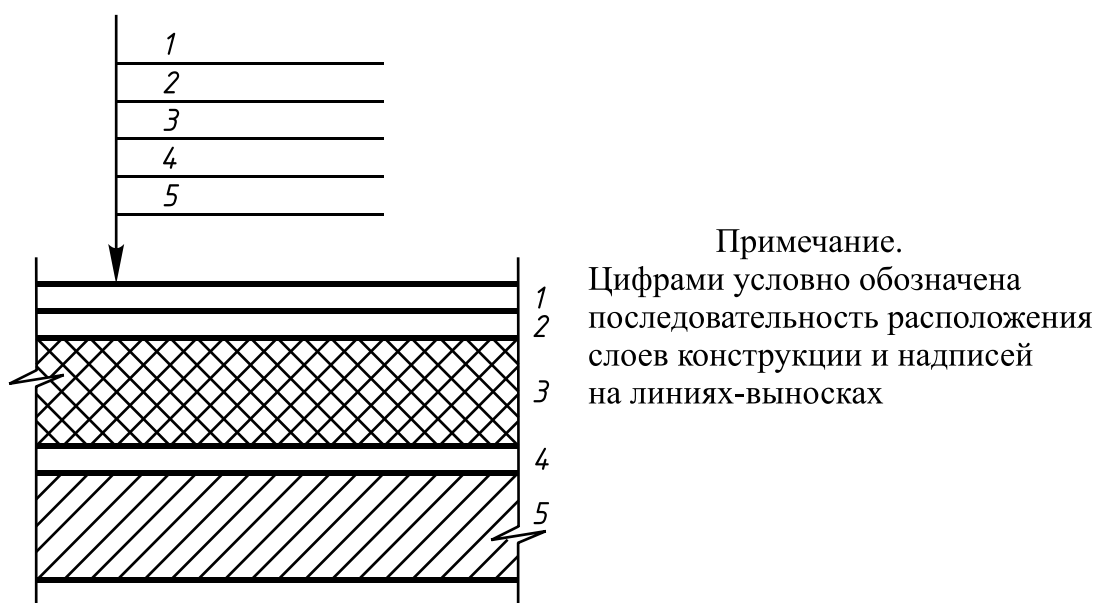 1
2
3
4
5
Примечание.
Цифрами условно обозначена
последовательность расположения
слоев конструкции и надписей
на линиях-выносках
1
2
3
4
5